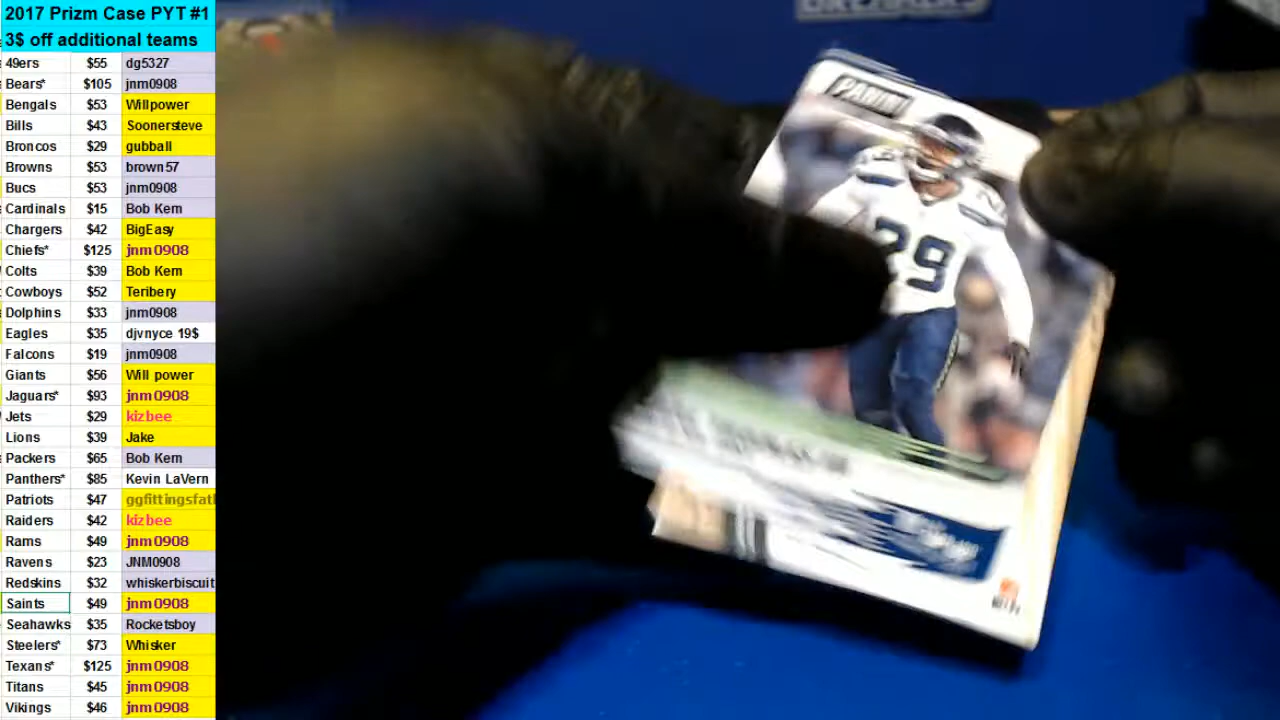 2017 Prizm Case PYT #1
3$ off additional teams
49ers $55 dg5327
Bears* $105 jnm0908
Bengals $53 Willpower
Bills $43 Soonersteve
Broncos $29 gubball
Browns $53 brown57
Bucs $53 jnm0908
Cardinals $15 Bob Kern
Chargers $42 BigEasy
Chiefs* $125 jnm0908
Colts $39 Bob Kern
Cowboys $52 Teribery
Dolphins $33 jnm0908
Eagles $35 djvnyce 19$
Falcons $19 jnm0908
Giants $56 Will power
Jaguars* $93 jnm0908
Jets $29 kizbee
Lions $39 Jake
Packers $65 Bob Kern
Panthers* $85 Kevin LaVern
Patriots $47 ggfittingsfatl
Raiders $42 kizbee
Rams $49 jnm0908
Ravens $23 JNM0908
Redskins $32 whiskerbiscuit
Saints $49 jnm0908
Seahawks $35 Rocketsboy
Steelers* $73 Whisker
Texans* $125 jnm0908
Titans $45 jnm0908
Vikings $46 jnm0908
PANINI
29